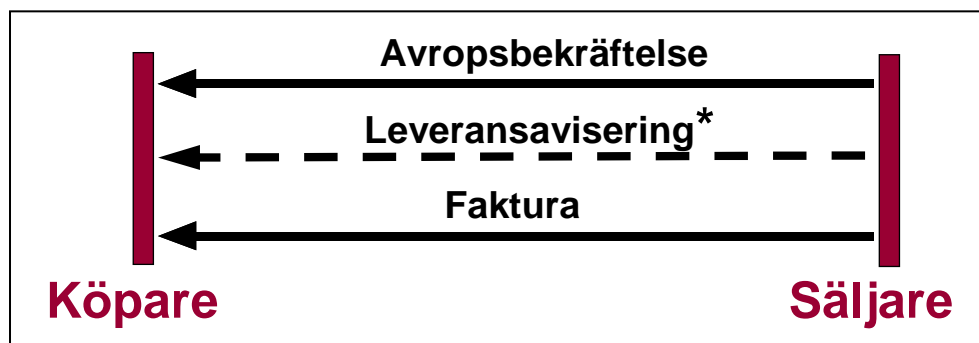 Avropsbekräftelse
Leveransavisering*
Faktura
Köpare Säljare